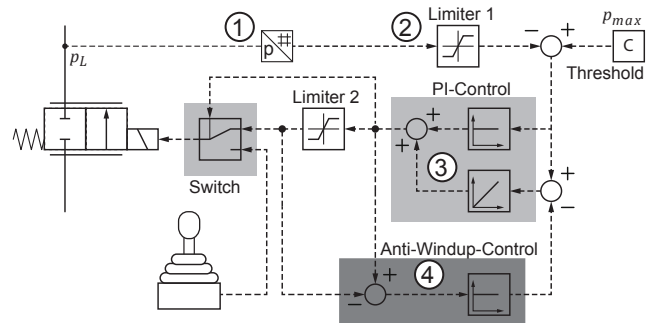 1
2
Limiter 1
p_max
p
C
Threshold
−
+
p_L
PI-Control
Limiter 2
+
+
3
+
−
Switch
Anti-Windup-Control
4
+
−